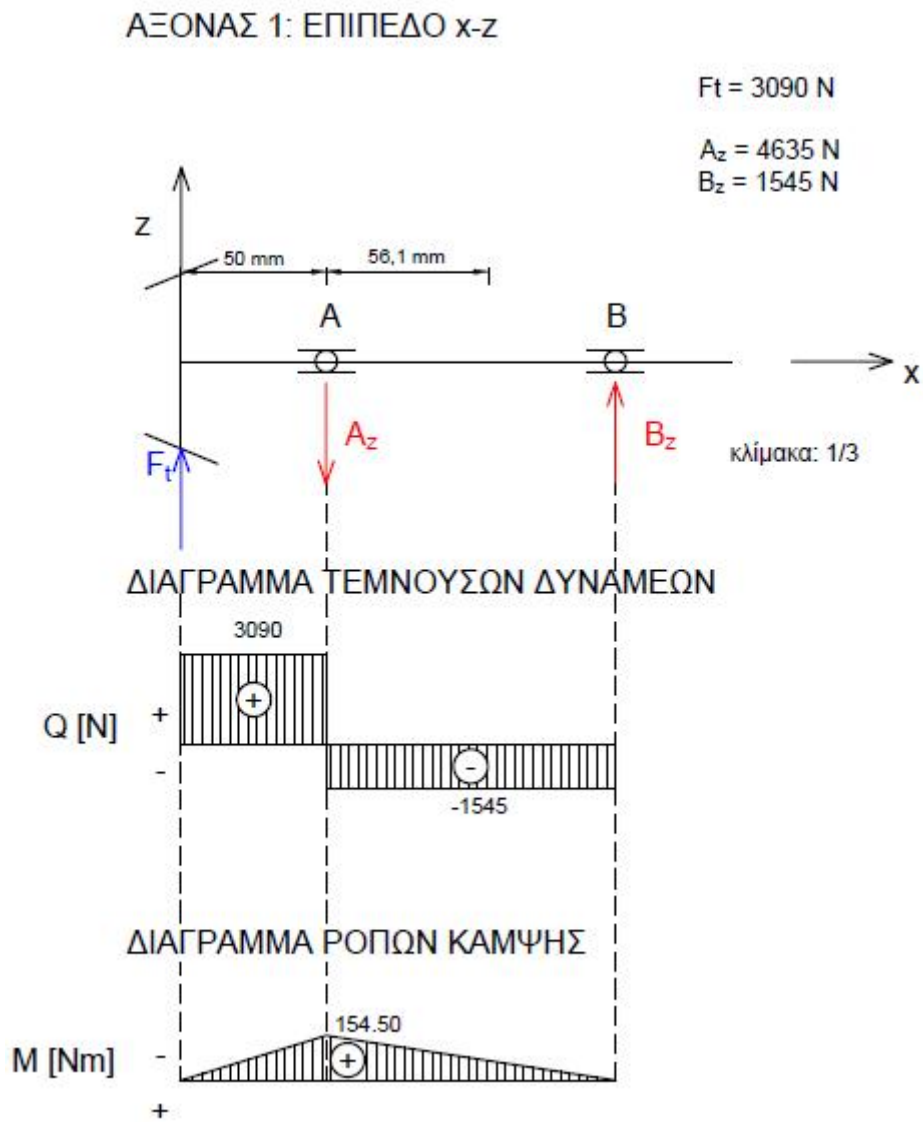 ΑΞΟΝΑΣ 1: ΕΠΙΠΕΔΟ x-z
Ft = 3090 N
Az = 4635 N
Bz = 1545 N
z
50 mm
56,1 mm
A
B
x
Az
Bz
κλίμακα: 1/3
Ft
ΔΙΑΓΡΑΜΜΑ ΤΕΜΝΟΥΣΩΝ ΔΥΝΑΜΕΩΝ
3090
+
Q [N]
+
-
-
-1545
ΔΙΑΓΡΑΜΜΑ ΡΟΠΩΝ ΚΑΜΨΗΣ
154.50
M [Nm]
-
+
+